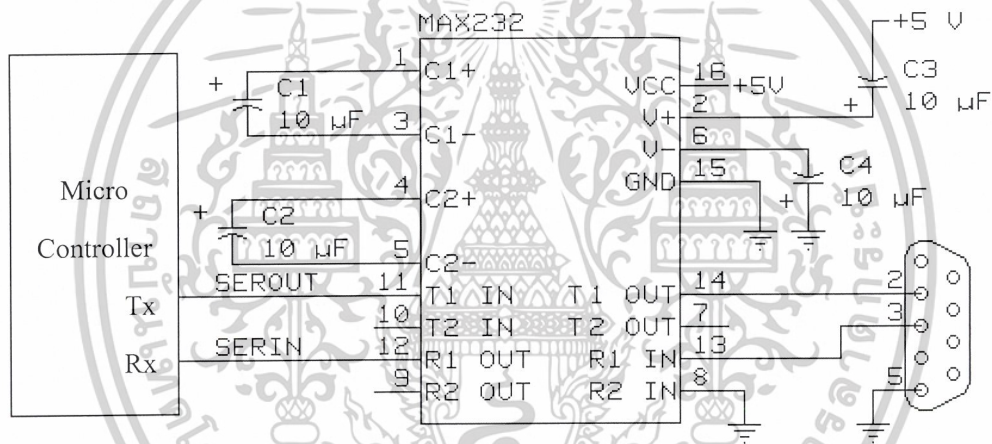 MAX232
Micro
Controller
Tx
Rx
SEROUT
SERIN
+
C1
10 µF
+
C2
10 µF
1
3
4
5
11
10
12
9
C1+
C1-
C2+
C2-
T1 IN
T2 IN
R1 OUT
R2 OUT
VCC
V+
V-
GND
T1 OUT
T2 OUT
R1 IN
R2 IN
16
2
6
15
14
7
13
8
+5V
+5 V
C3
10 µF
+
C4
10 µF
+
2
3
5